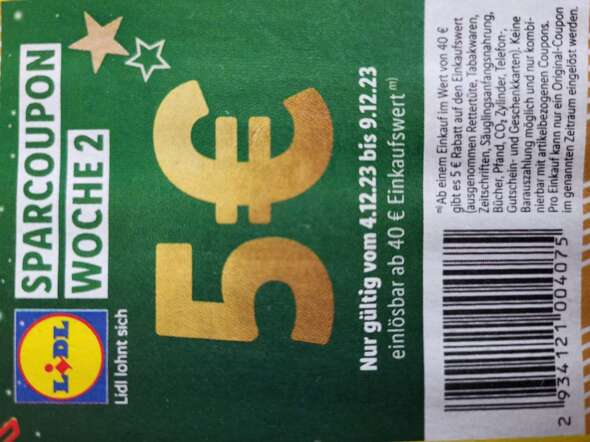 SPARCOUPON
WOCHE 2
LIDL
Lidl lohnt sich
5€
Nur gültig vom 4.12.23 bis 9.12.23
einlösbar ab 40 € Einkaufswert m)
m) Ab einem Einkauf im Wert von 40 €
gibt es 5 € Rabatt auf den Einkaufswert
(ausgenommen Rettertüte, Tabakwaren,
Zeitschriften, Säuglingsanfangsnahrung,
Bücher, Pfand, CO₂ Zylinder, Telefon-,
Gutschein- und Geschenkkarten). Keine
Barauszahlung möglich und nur kombi-
nierbar mit artikelbezogenen Coupons.
Pro Einkauf kann nur ein Original-Coupon
im genannten Zeitraum eingelöst werden.
2 934121 004075